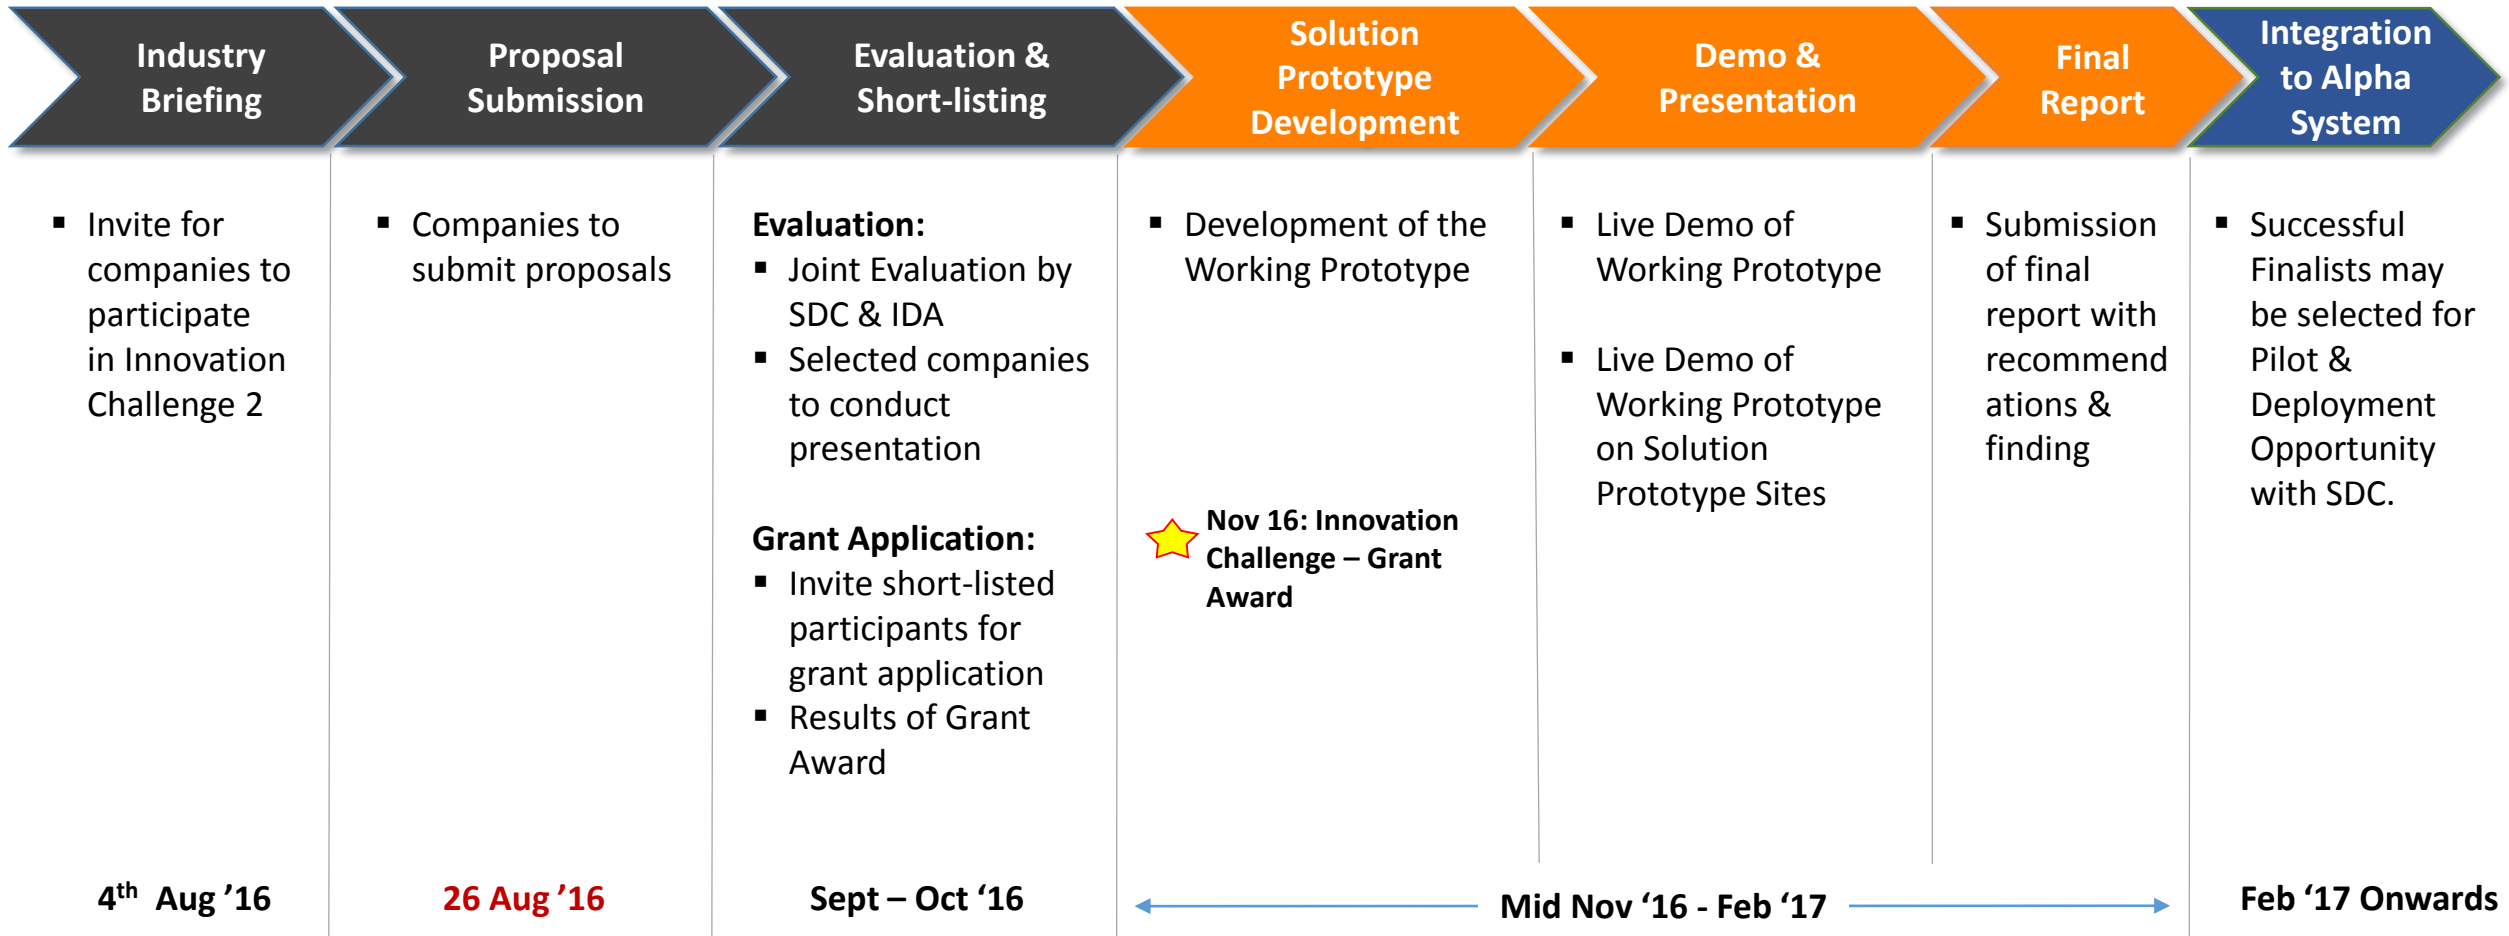 Industry
Briefing
Proposal
Submission
Evaluation &
Short-listing
Solution
Prototype
Development
Demo &
Presentation
Final
Report
Integration
to Alpha
System
▪ Invite for
companies to
participate
in Innovation
Challenge 2
▪ Companies to
submit proposals
Evaluation:
▪ Joint Evaluation by
SDC & IDA
▪ Selected companies
to conduct
presentation
Grant Application:
▪ Invite short-listed
participants for
grant application
▪ Results of Grant
Award
▪ Development of the
Working Prototype
Nov 16: Innovation
Challenge – Grant
Award
▪ Live Demo of
Working Prototype
▪ Live Demo of
Working Prototype
on Solution
Prototype Sites
▪ Submission
of final
report with
recommend
ations &
finding
▪ Successful
Finalists may
be selected for
Pilot &
Deployment
Opportunity
with SDC.
4th Aug ’16
26 Aug ’16
Sept – Oct ‘16
Mid Nov ‘16 - Feb ‘17
Feb ‘17 Onwards